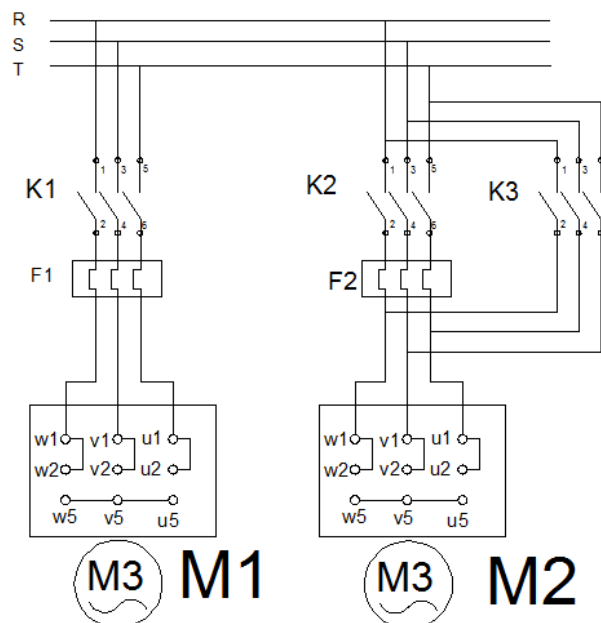 R
S
T
1 3 5 1 3 5 1 3
K1 K2 K3
2 4 6 2 4 6 2 4
F1 F2
w1 v1 u1 w1 v1 u1
w2 v2 u2 w2 v2 u2
w5 v5 u5 w5 v5 u5
M3 M1 M3 M2